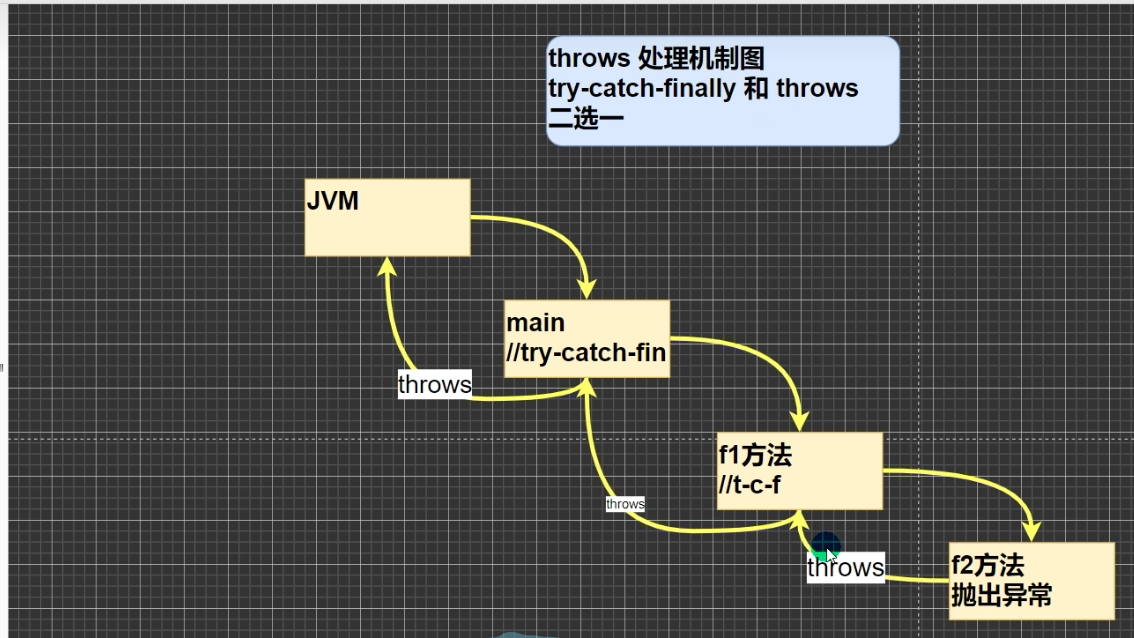 throws 处理机制图
try-catch-finally 和 throws
二选一
JVM
main
//try-catch-fin
throws
f1方法
//t-c-f
throws
throws
f2方法
抛出异常